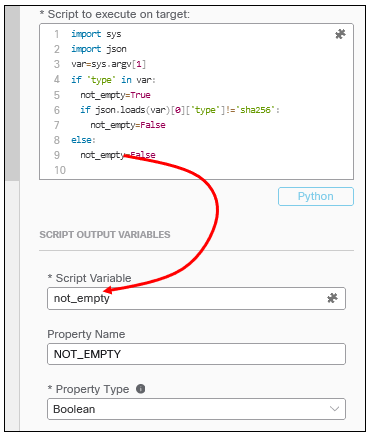 * Script to execute on target:
1 import sys
2 import json
3 var=sys.argv[1]
4 if 'type' in var:
5 not_empty=True
6 if json.loads(var)[0]['type']!='sha256':
7 not_empty=False
8 else:
9 not_empty=False
10
Python
SCRIPT OUTPUT VARIABLES
* Script Variable
not_empty
Property Name
NOT_EMPTY
* Property Type
Boolean